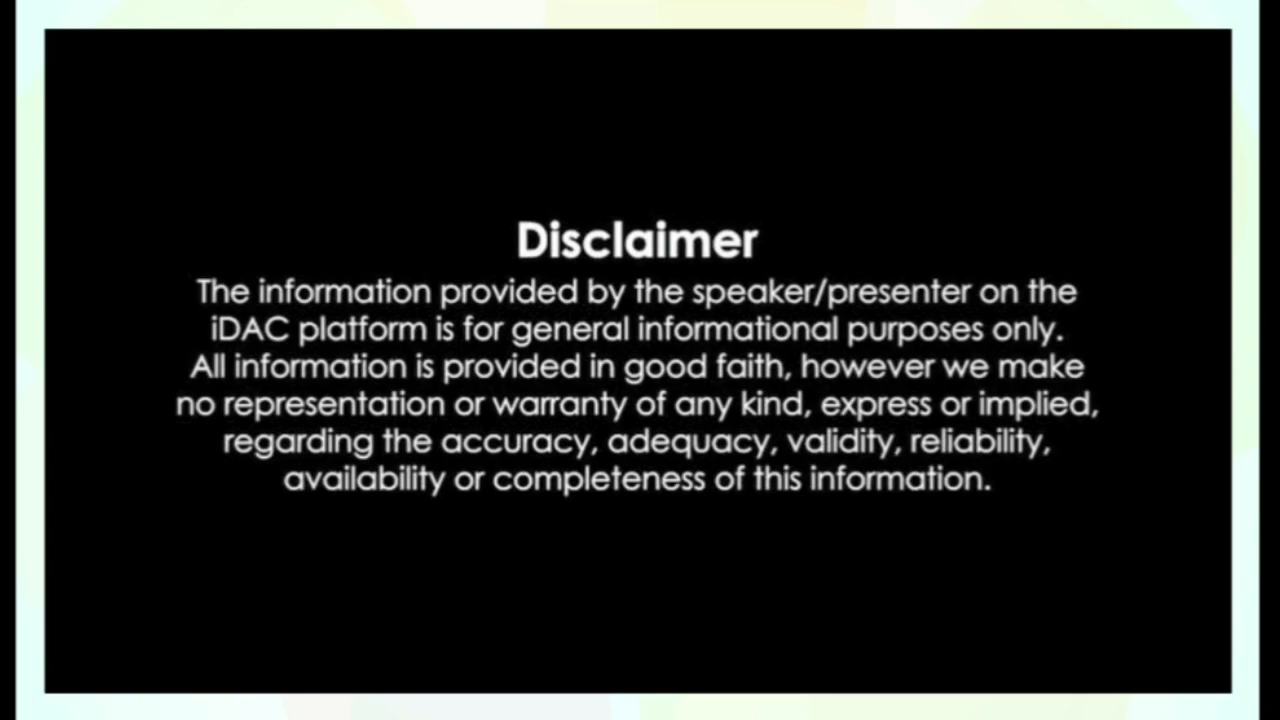 Disclaimer
The information provided by the speaker/presenter on the
iDAC platform is for general informational purposes only.
All information is provided in good faith, however we make
no representation or warranty of any kind, express or implied,
regarding the accuracy, adequacy, validity, reliability,
availability or completeness of this information.